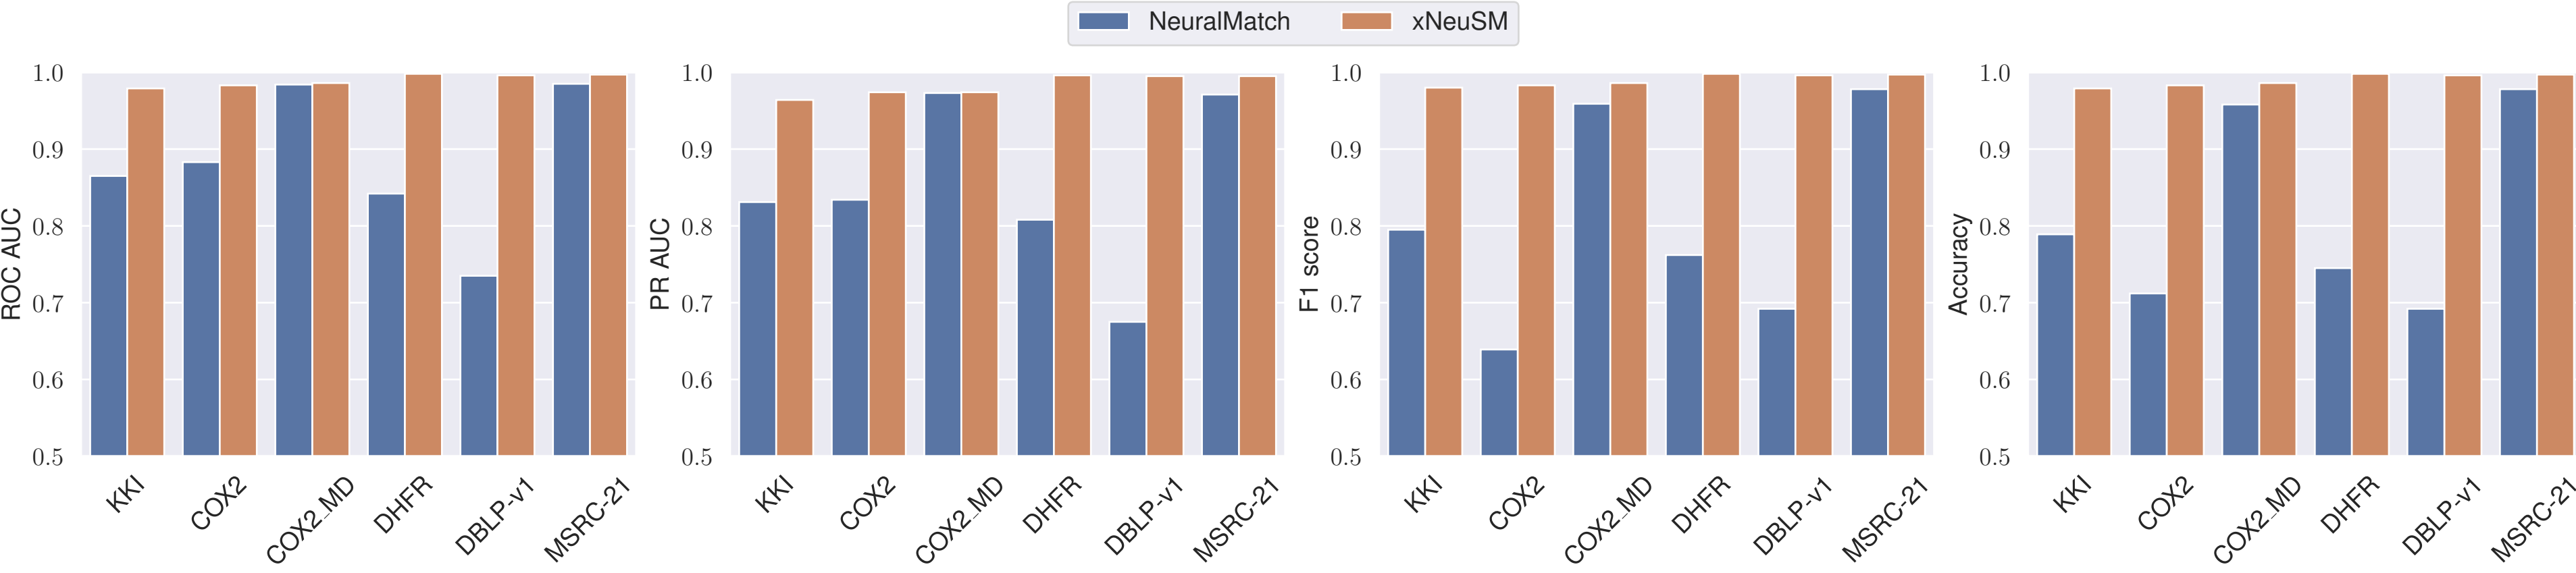 NeuralMatch xNeuSM
ROC AUC
1.0
0.9
0.8
0.7
0.6
0.5
KKI COX2 COX2_MD DHFR DBLP-v1 MSRC-21
PR AUC
1.0
0.9
0.8
0.7
0.6
0.5
KKI COX2 COX2_MD DHFR DBLP-v1 MSRC-21
F1 score
1.0
0.9
0.8
0.7
0.6
0.5
KKI COX2 COX2_MD DHFR DBLP-v1 MSRC-21
Accuracy
1.0
0.9
0.8
0.7
0.6
0.5
KKI COX2 COX2_MD DHFR DBLP-v1 MSRC-21